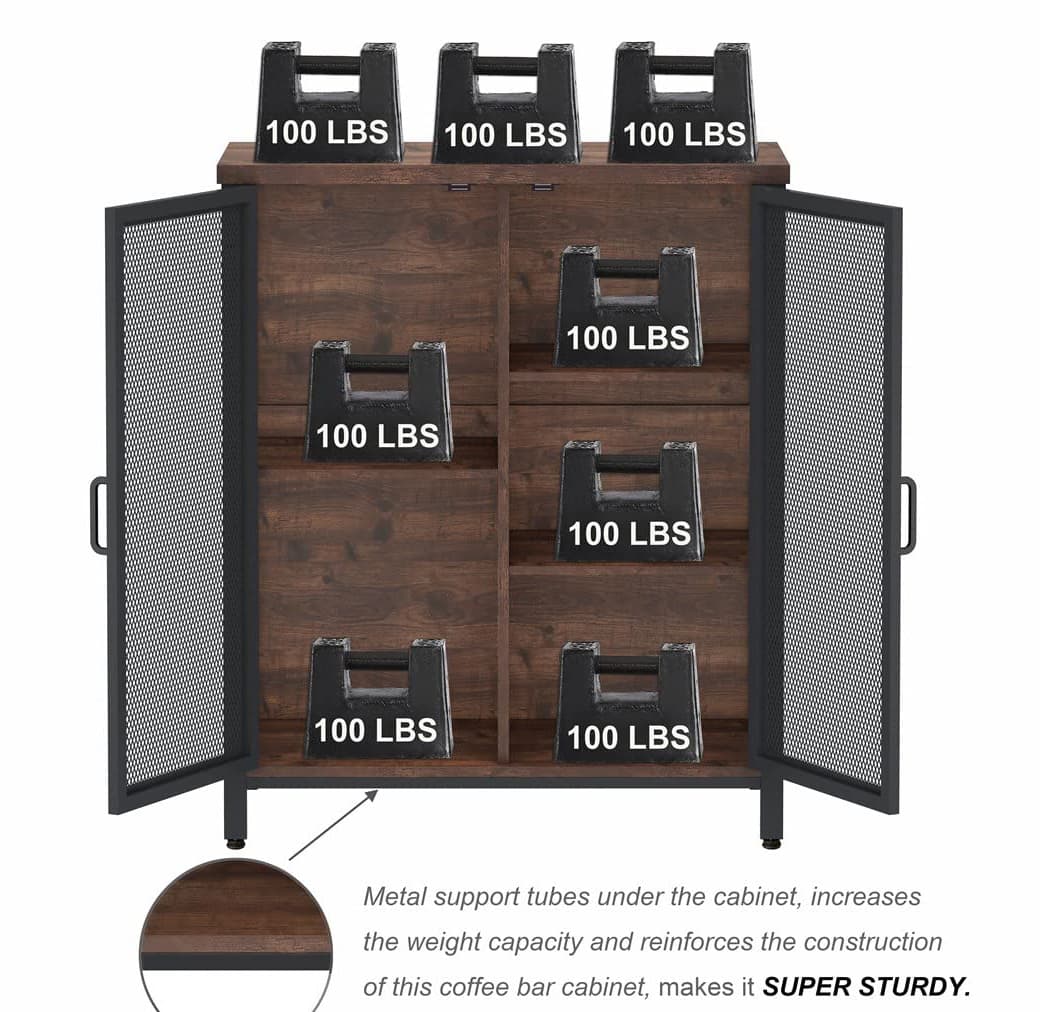 100 LBS 100 LBS 100 LBS
100 LBS
100 LBS
100 LBS
100 LBS
100 LBS
Metal support tubes under the cabinet, increases
the weight capacity and reinforces the construction
of this coffee bar cabinet, makes it SUPER STURDY.